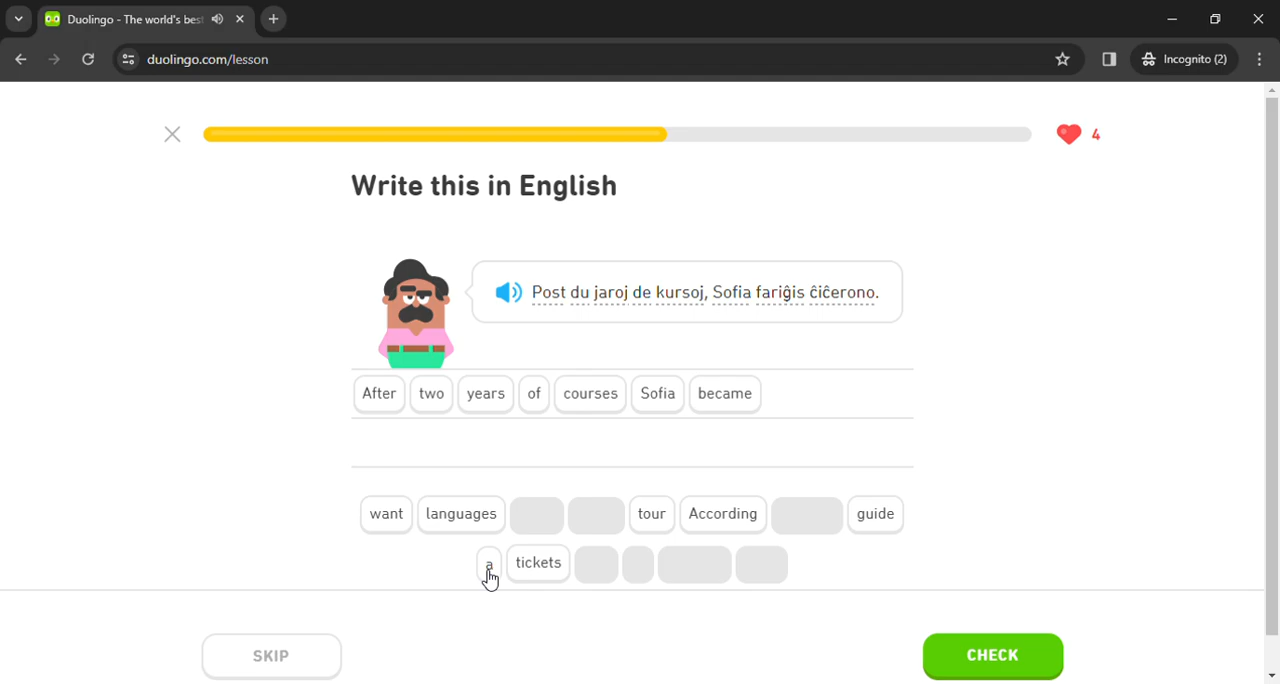 Duolingo - The world's bes
duolingo.com/lesson
Incognito (2)
4
Write this in English
Post du jaroj de kursoj, Sofia fariĝis ĉiĉerono.
After two years of courses Sofia became
want languages tour According guide
a tickets
SKIP
CHECK